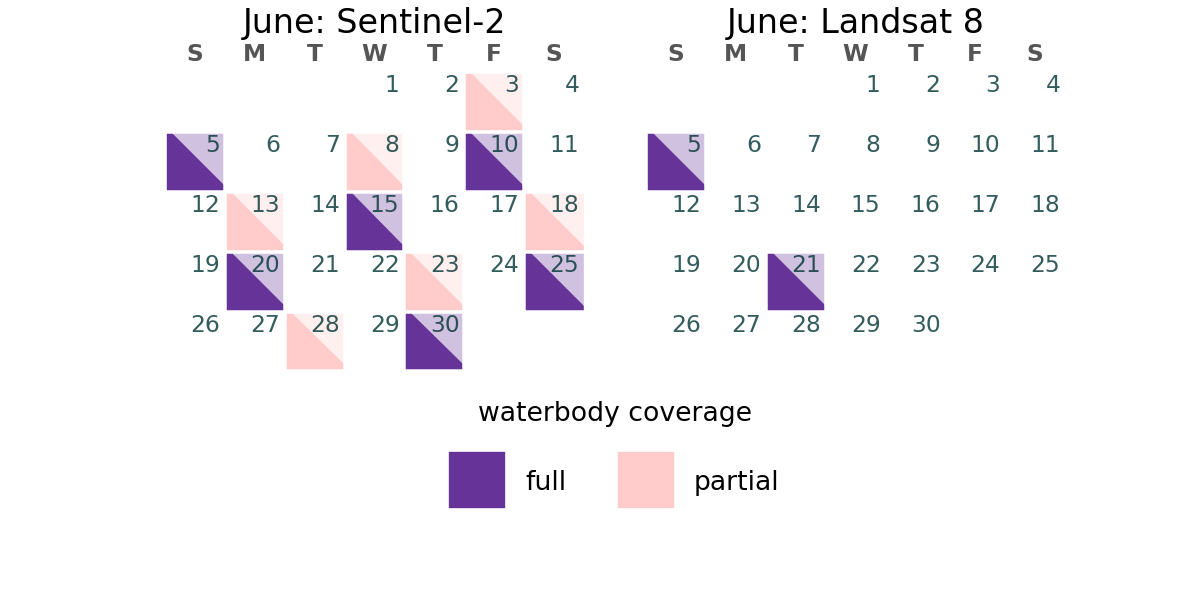 June: Sentinel-2
S M T W T F S
1 2 3 4
5 6 7 8 9 10 11
12 13 14 15 16 17 18
19 20 21 22 23 24 25
26 27 28 29 30
June: Landsat 8
S M T W T F S
1 2 3 4
5 6 7 8 9 10 11
12 13 14 15 16 17 18
19 20 21 22 23 24 25
26 27 28 29 30
waterbody coverage
full partial